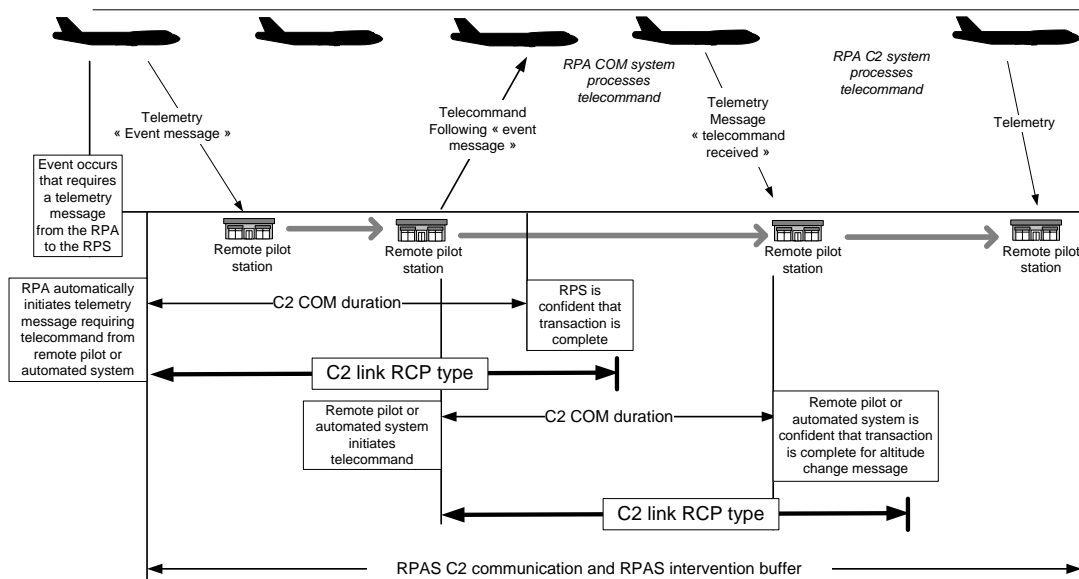 RPA COM system
processes
telecommand
RPA C2 system
processes
telecommand
Telemetry
« Event message »
Telecommand
Following « event
message »
Telemetry
Message
« telecommand
received »
Telemetry
Event occurs
that requires
a telemetry
message
from the RPA
to the RPS
Remote pilot
station
Remote pilot
station
Remote pilot
station
Remote pilot
station
RPA automatically
initiates telemetry
message requiring
telecommand from
remote pilot or
automated system
C2 COM duration
RPS is
confident that
transaction is
complete
C2 link RCP type
Remote pilot or
automated system
initiates
telecommand
C2 COM duration
Remote pilot or
automated system is
confident that transaction
is complete for altitude
change message
C2 link RCP type
RPAS C2 communication and RPAS intervention buffer